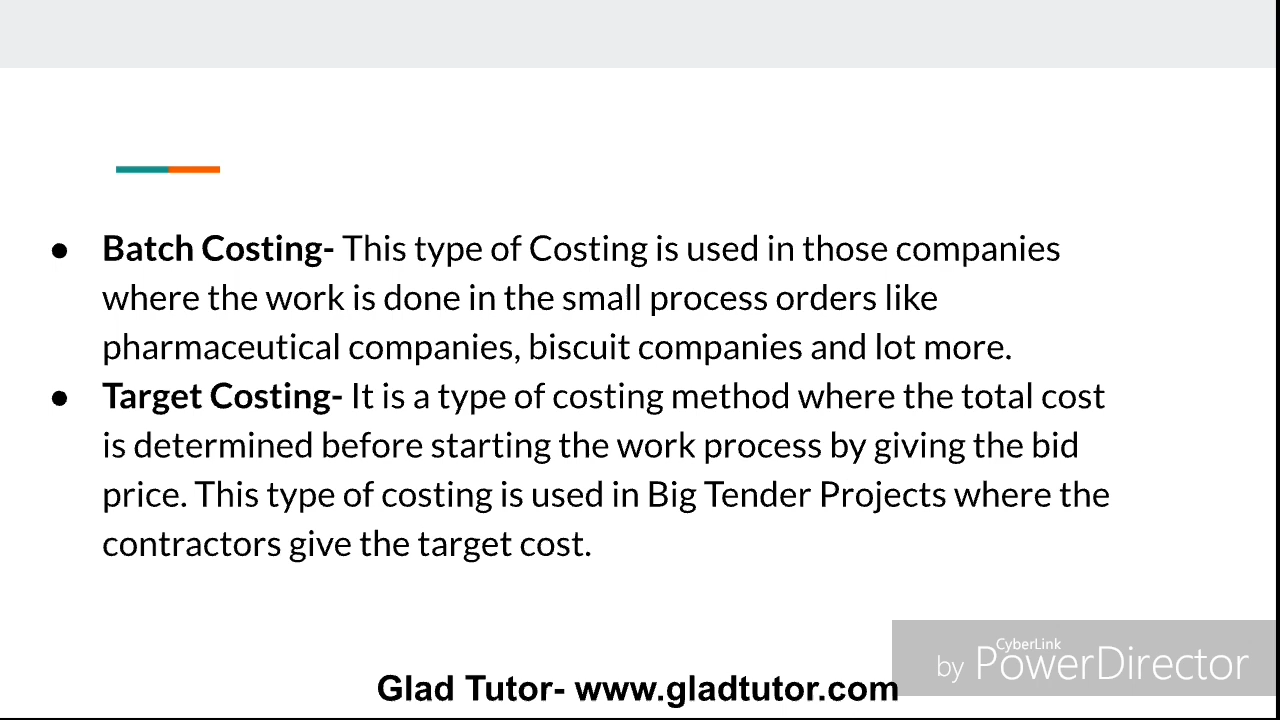 ● Batch Costing- This type of Costing is used in those companies
where the work is done in the small process orders like
pharmaceutical companies, biscuit companies and lot more.
● Target Costing- It is a type of costing method where the total cost
is determined before starting the work process by giving the bid
price. This type of costing is used in Big Tender Projects where the
contractors give the target cost.
CyberLink
by PowerDirector
Glad Tutor- www.gladtutor.com